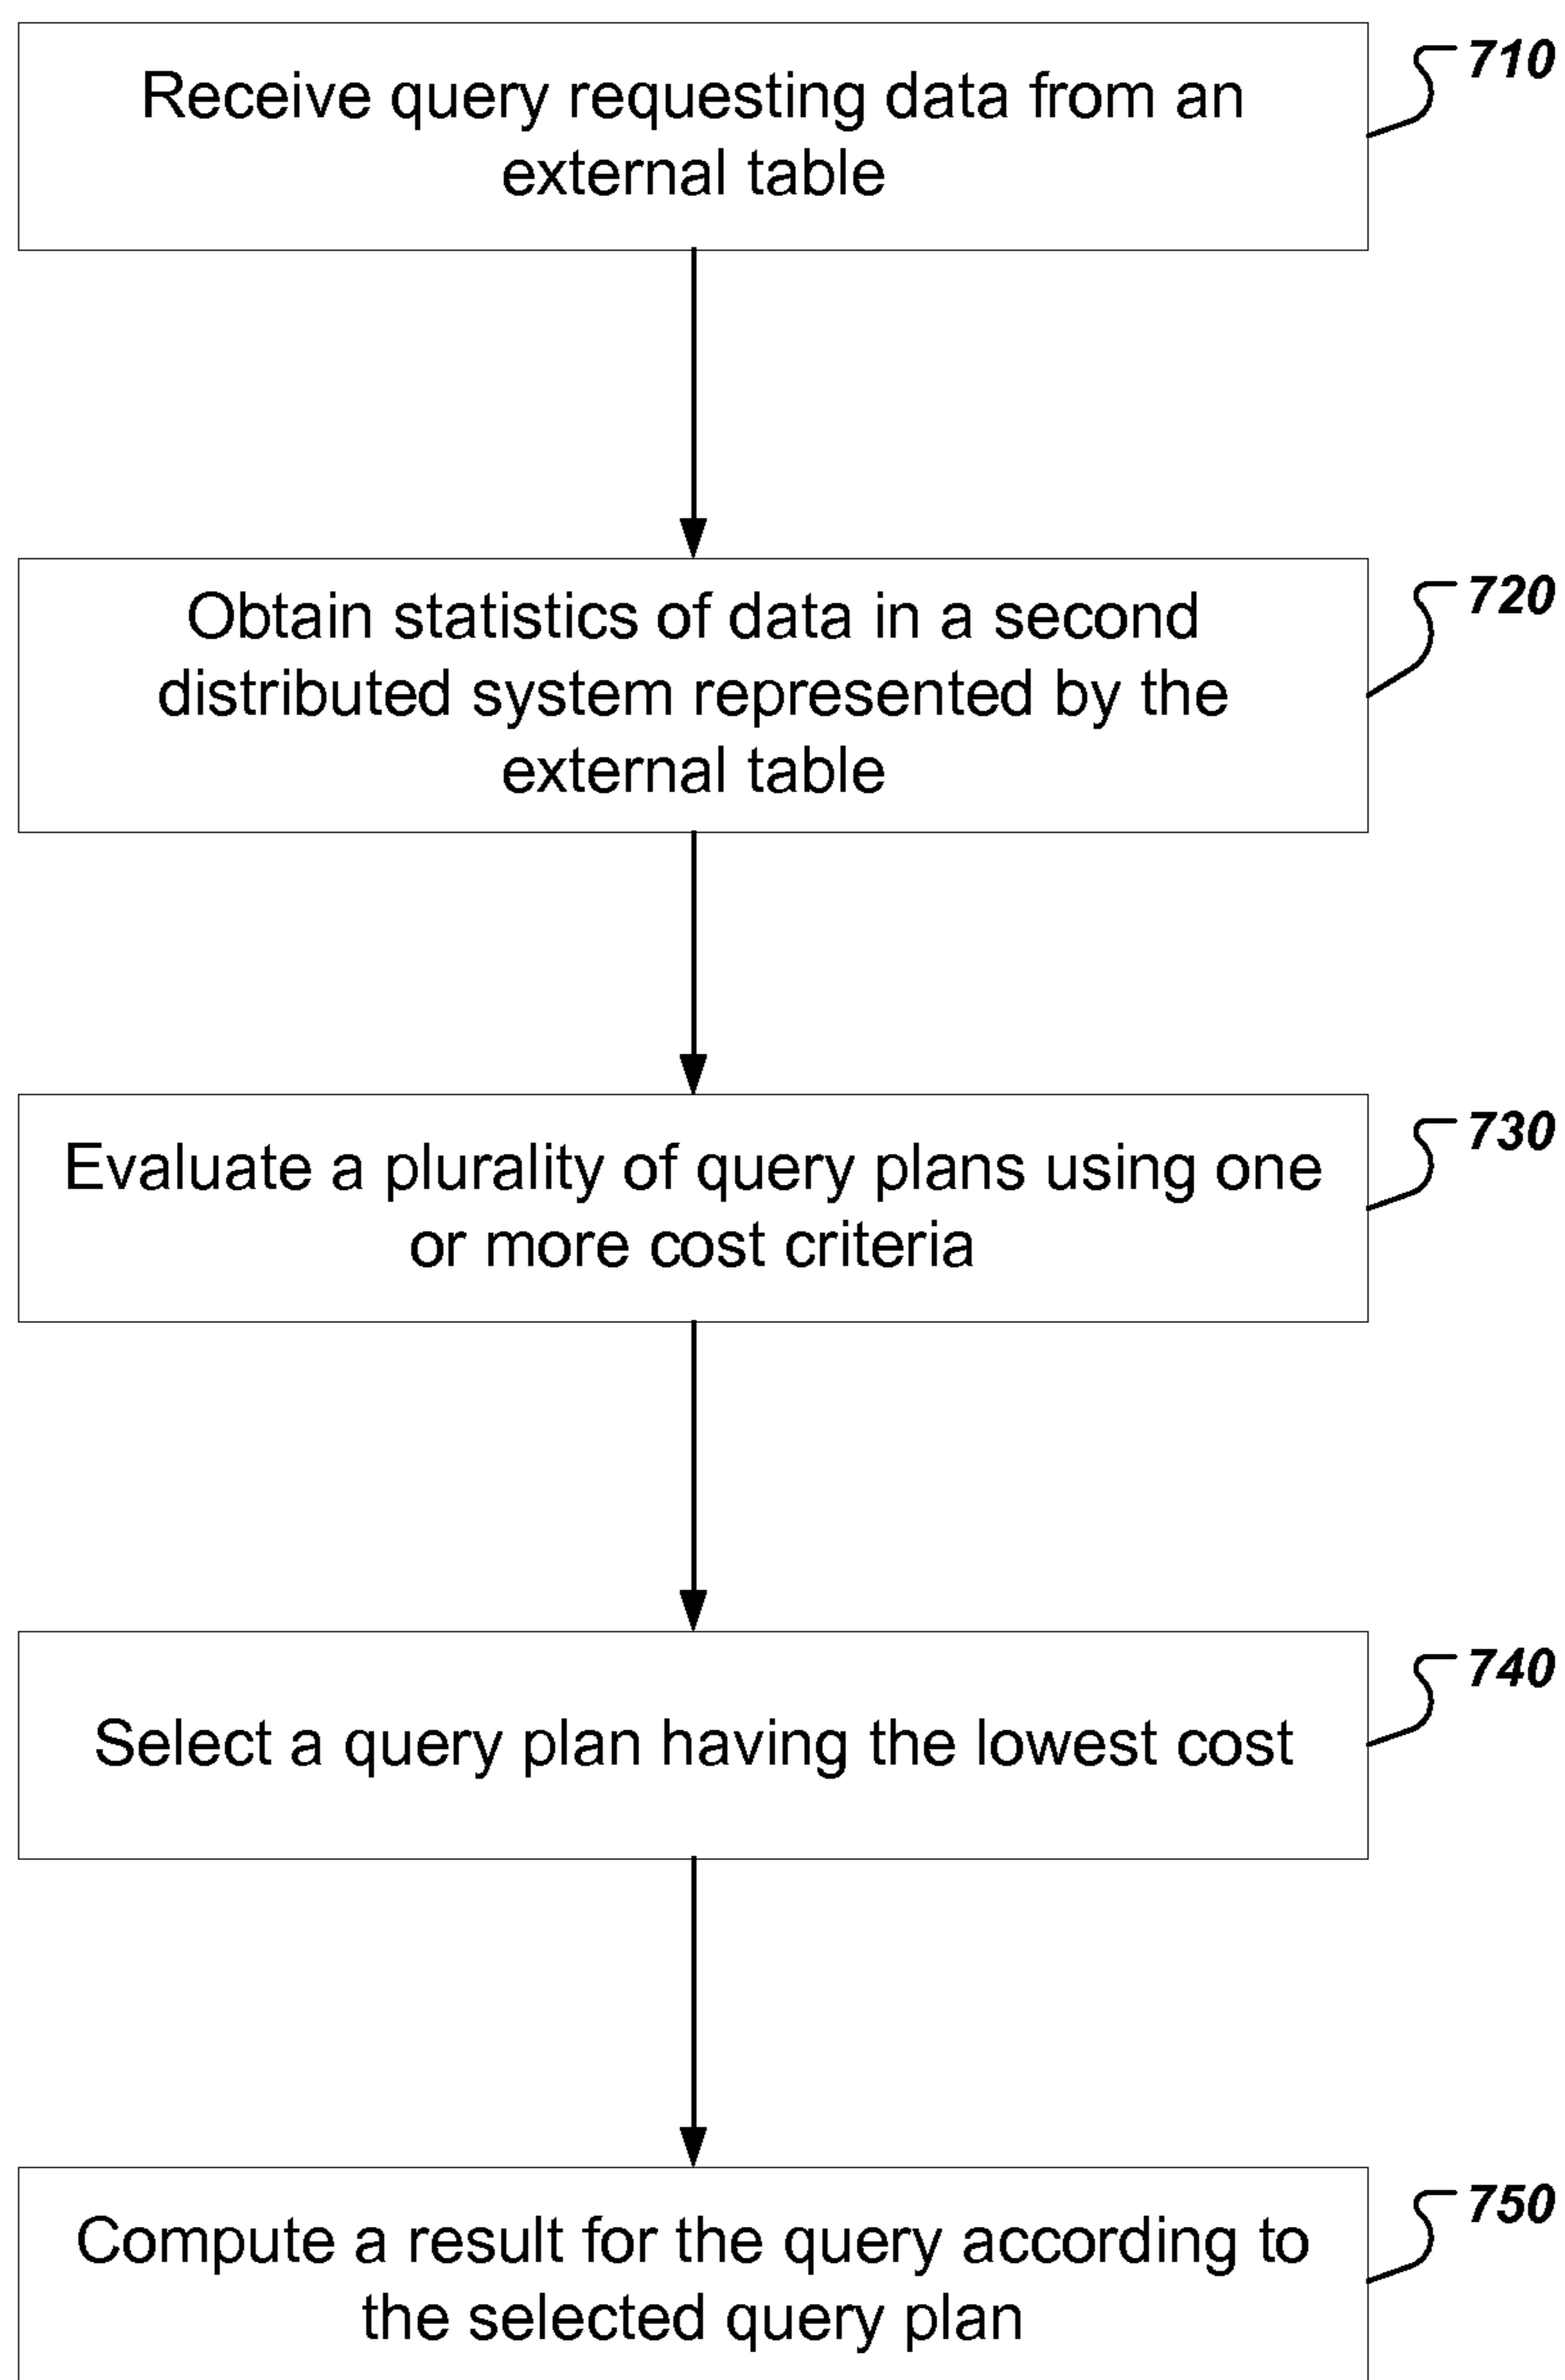 710
Receive query requesting data from an
external table
720
Obtain statistics of data in a second
distributed system represented by the
external table
730
Evaluate a plurality of query plans using one
or more cost criteria
740
Select a query plan having the lowest cost
750
Compute a result for the query according to
the selected query plan